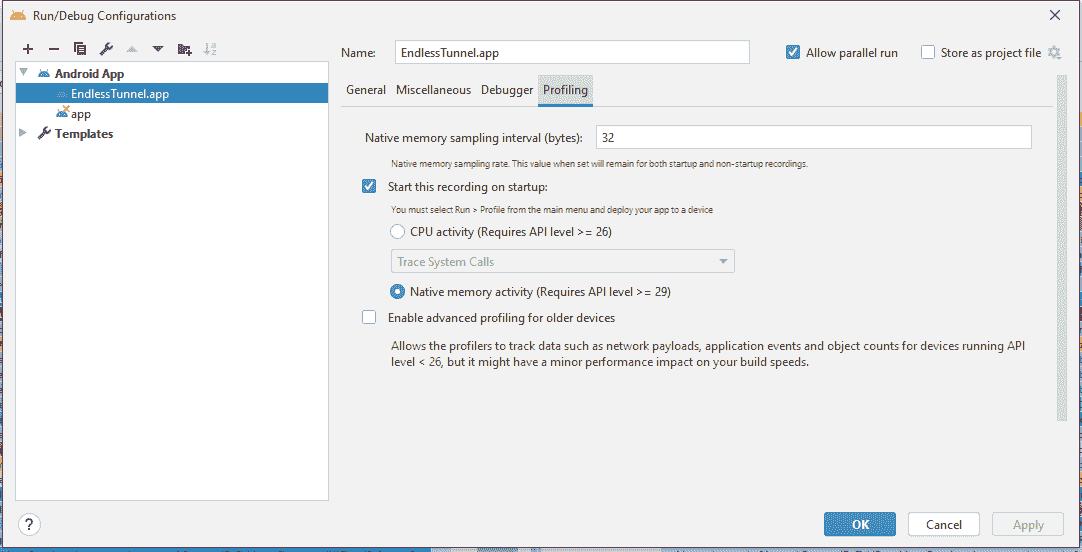 Run/Debug Configurations
Name:
EndlessTunnel.app
Allow parallel run
Store as project file
Android App
EndlessTunnel.app
app
Templates
General
Miscellaneous
Debugger
Profiling
Native memory sampling interval (bytes):
32
Native memory sampling rate. This value when set will remain for both startup and non-startup recordings.
Start this recording on startup:
You must select Run > Profile from the main menu and deploy your app to a device
CPU activity (Requires API level >= 26)
Trace System Calls
Native memory activity (Requires API level >= 29)
Enable advanced profiling for older devices
Allows the profilers to track data such as network payloads, application events and object counts for devices running API
level < 26, but it might have a minor performance impact on your build speeds.
?
OK
Cancel
Apply